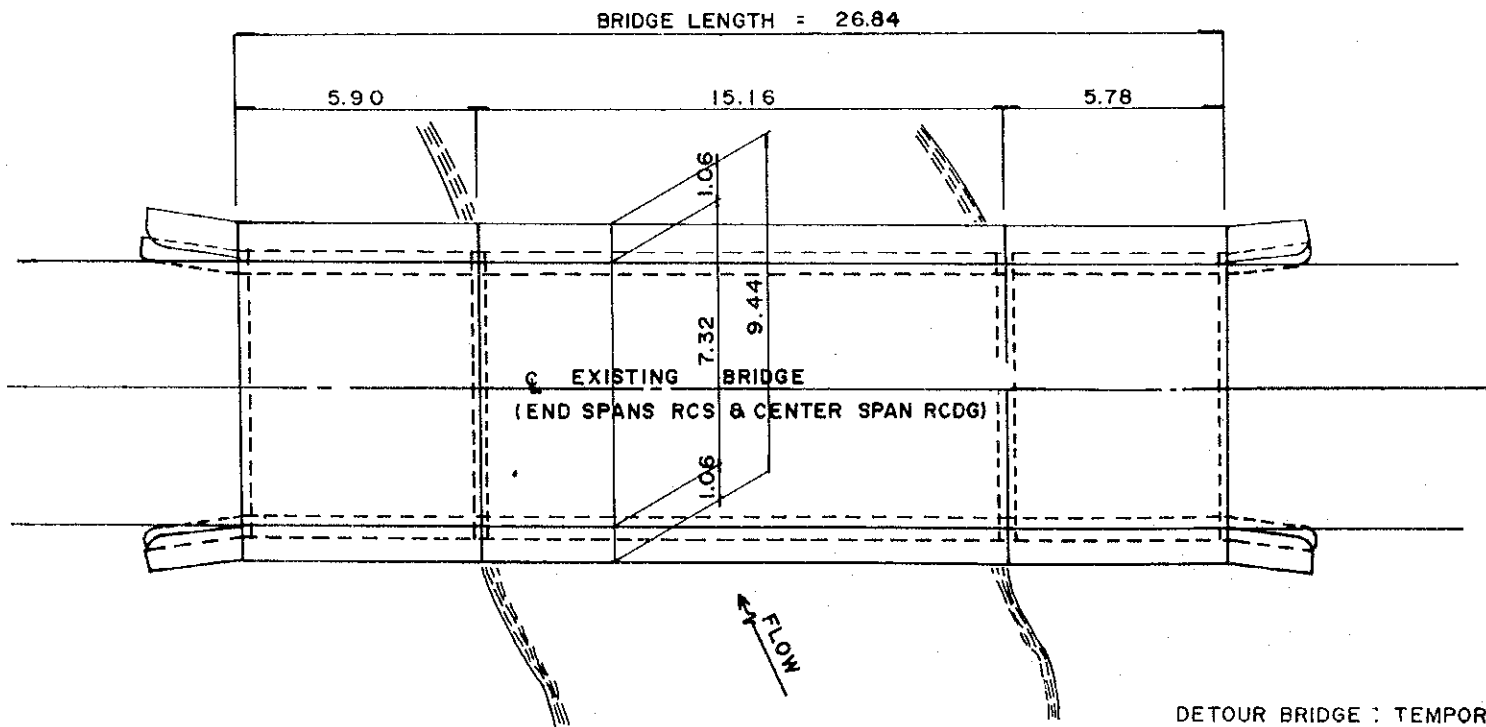 BRIDGE LENGTH = 26.84
5.90
15.16
5.78
1.06
7.32
9.44
℄ EXISTING BRIDGE
(END SPANS RCS & CENTER SPAN RCDG)
1.06
FLOW
DETOUR BRIDGE : TEMPOR